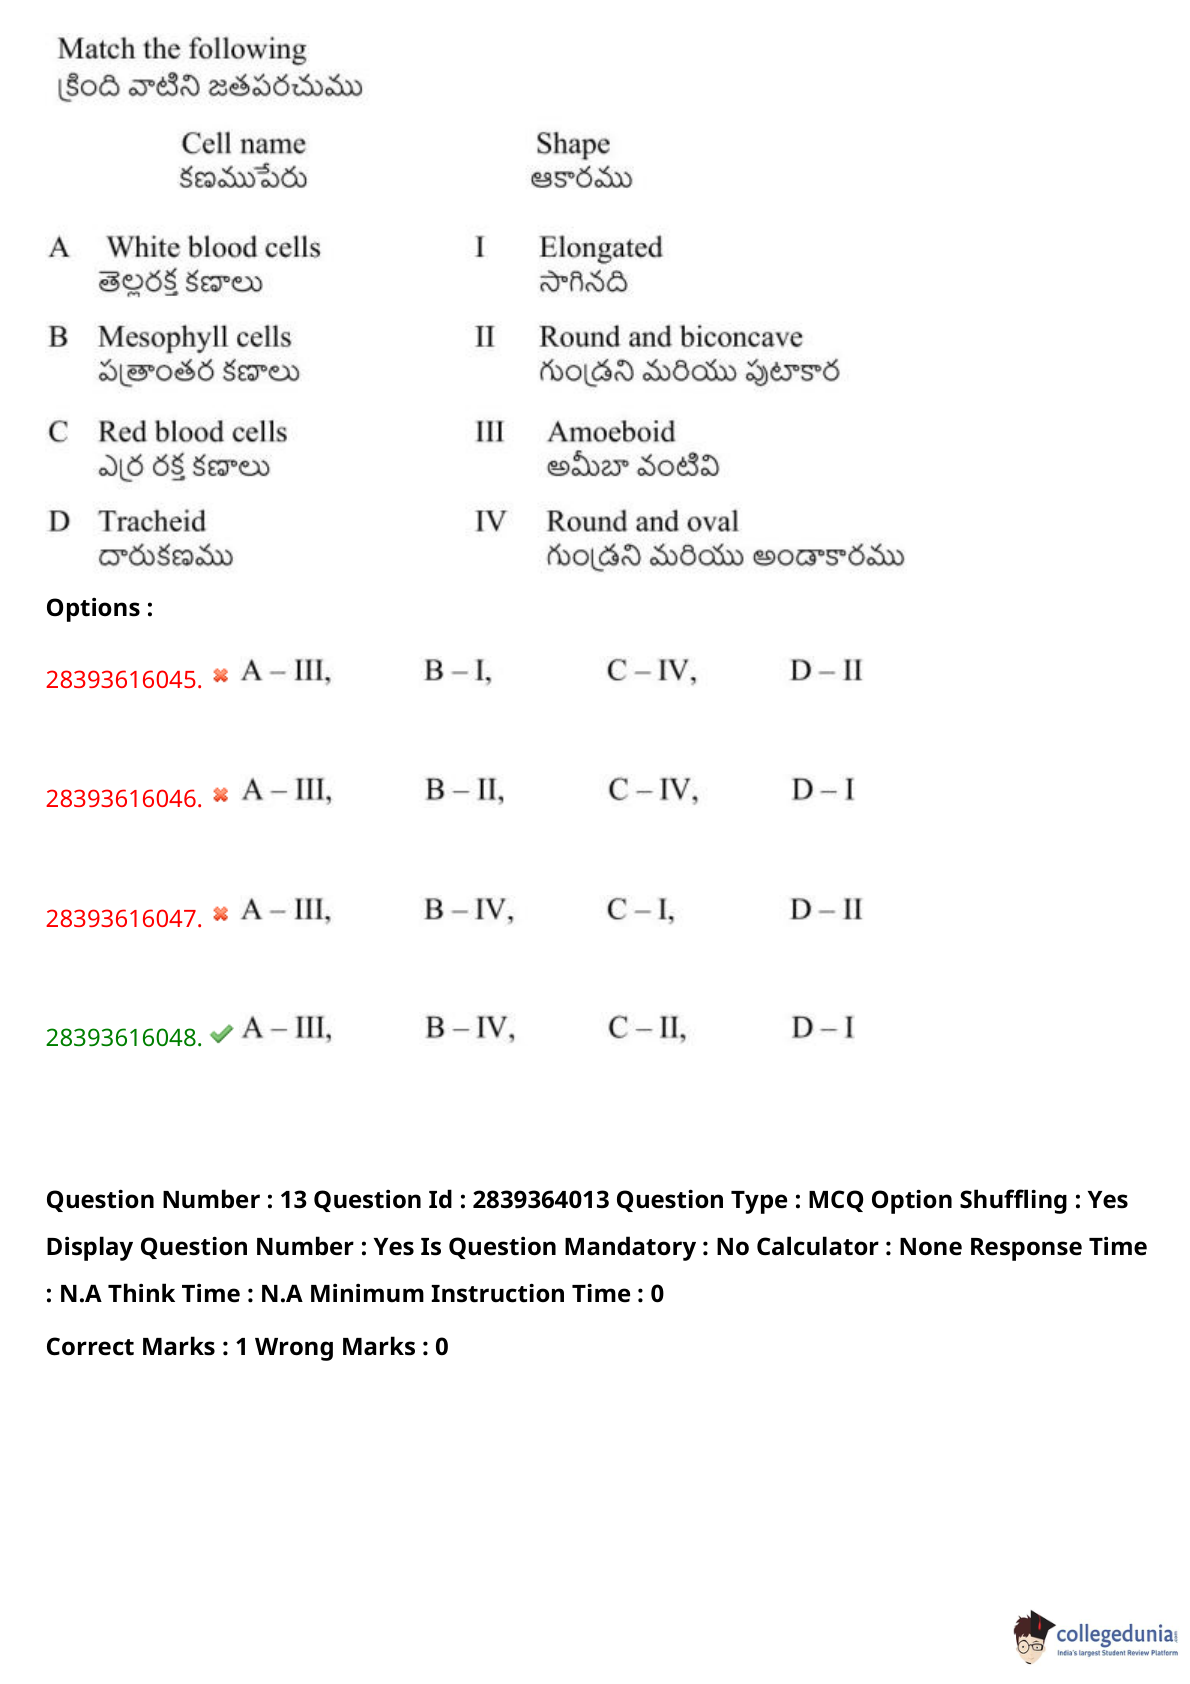 Match the following
క్రింది వాటిని జతపరచుము
Cell name Shape
కణముపేరు ఆకారము
A White blood cells I Elongated
తెల్లరక్త కణాలు సాగినది
B Mesophyll cells II Round and biconcave
పత్రాంతర కణాలు గుండ్రని మరియు పుటాకార
C Red blood cells III Amoeboid
ఎర్ర రక్త కణాలు అమీబా వంటివి
D Tracheid IV Round and oval
దారుకణము గుండ్రని మరియు అండాకారము
Options :
28393616045. A – III, B – I, C – IV, D – II
28393616046. A – III, B – II, C – IV, D – I
28393616047. A – III, B – IV, C – I, D – II
28393616048. A – III, B – IV, C – II, D – I
Question Number : 13 Question Id : 2839364013 Question Type : MCQ Option Shuffling : Yes
Display Question Number : Yes Is Question Mandatory : No Calculator : None Response Time
: N.A Think Time : N.A Minimum Instruction Time : 0
Correct Marks : 1 Wrong Marks : 0
collegedunia
India's largest Student Review Platform